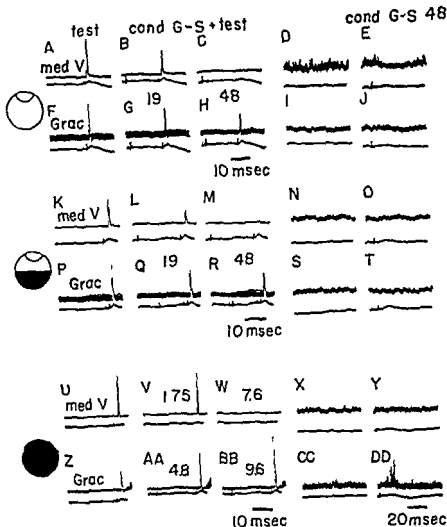 test
cond G-S + test
cond G-S 48
A
B
C
D
E
med V
F
G
19
H
48
I
J
Grac
10 msec
K
L
M
N
O
med V
P
Q
19
R
48
S
T
Grac
10 msec
U
V
175
W
7.6
X
Y
med V
Z
AA
4.8
BB
9.6
CC
DD
Grac
10 msec
20 msec